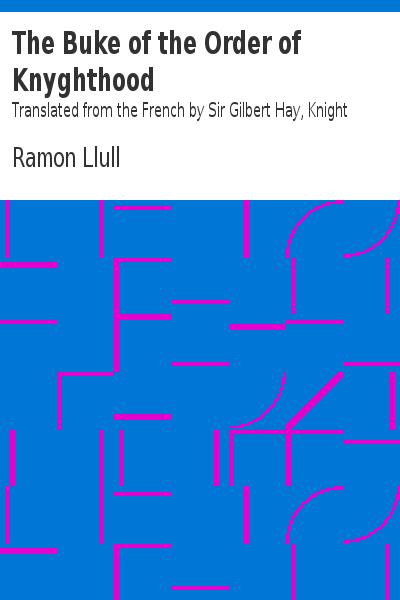 The Buke of the Order of
Knyghthood
Translated from the French by Sir Gilbert Hay, Knight
Ramon Llull